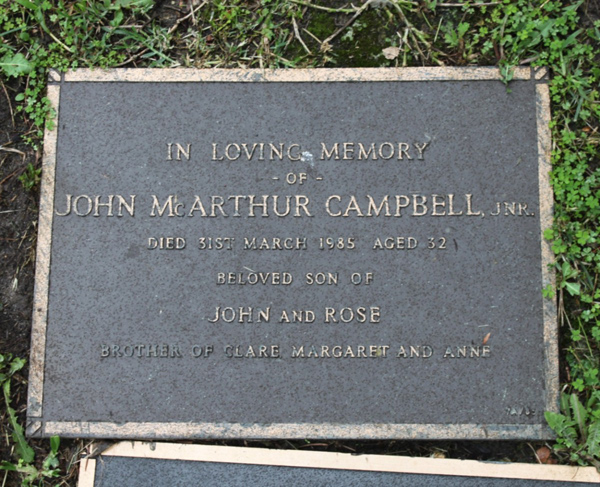 IN LOVING MEMORY
- OF -
JOHN McARTHUR CAMPBELL, JNR.
DIED 31ST MARCH 1985 AGED 32
BELOVED SON OF
JOHN AND ROSE
BROTHER OF CLARE MARGARET AND ANNE